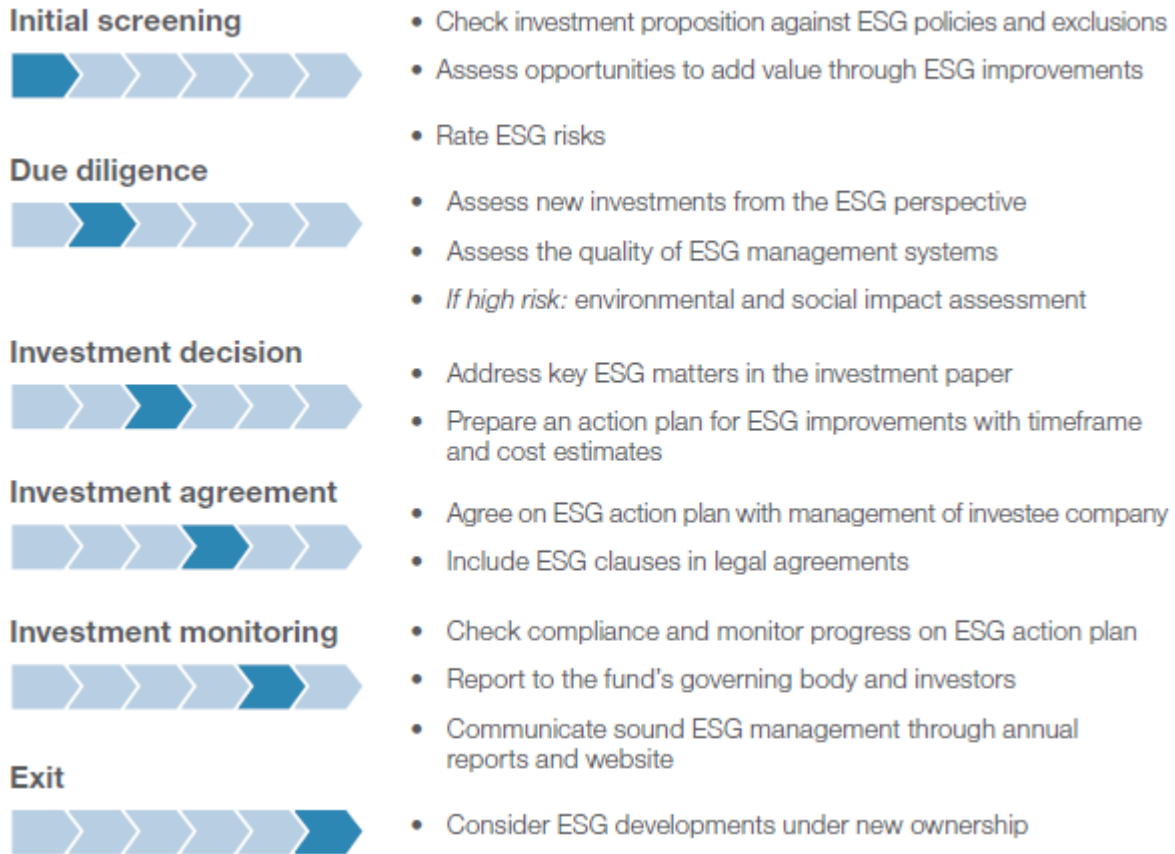 Initial screening
• Check investment proposition against ESG policies and exclusions
• Assess opportunities to add value through ESG improvements
• Rate ESG risks
Due diligence
• Assess new investments from the ESG perspective
• Assess the quality of ESG management systems
• If high risk: environmental and social impact assessment
Investment decision
• Address key ESG matters in the investment paper
• Prepare an action plan for ESG improvements with timeframe
and cost estimates
Investment agreement
• Agree on ESG action plan with management of investee company
• Include ESG clauses in legal agreements
Investment monitoring
• Check compliance and monitor progress on ESG action plan
• Report to the fund's governing body and investors
• Communicate sound ESG management through annual
reports and website
Exit
• Consider ESG developments under new ownership